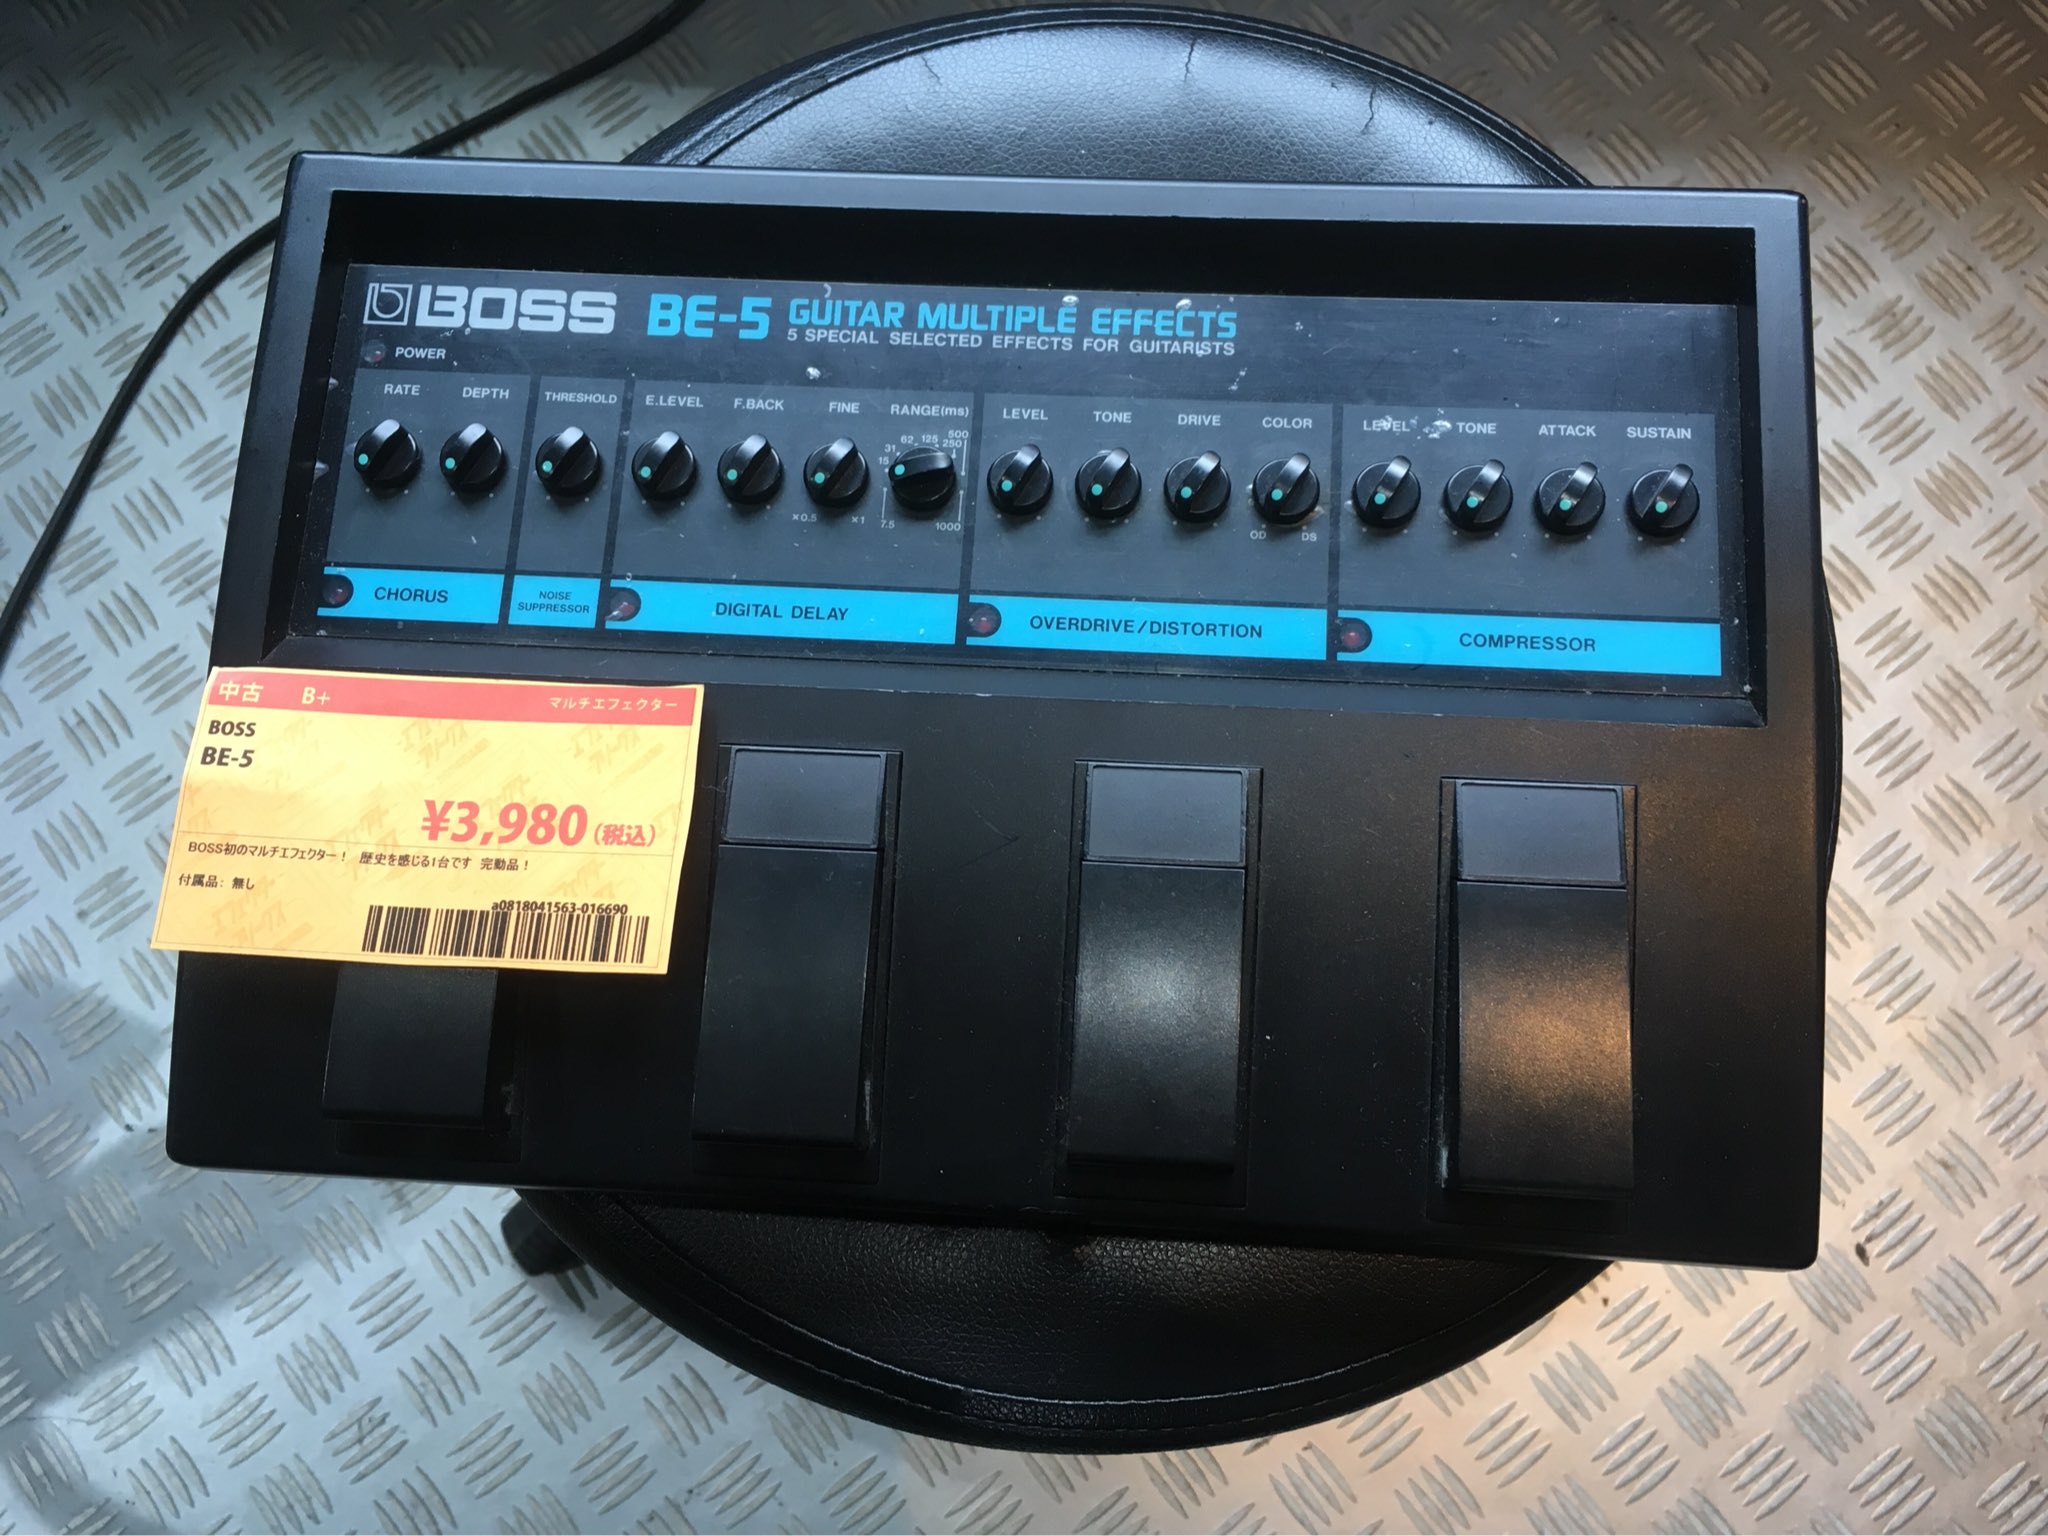 BOSS BE-5 GUITAR MULTIPLE EFFECTS
5 SPECIAL SELECTED EFFECTS FOR GUITARISTS
POWER
RATE DEPTH THRESHOLD E.LEVEL F.BACK FINE RANGE(ms) LEVEL TONE DRIVE COLOR LEVEL TONE ATTACK SUSTAIN
7.5 15 31 62 125 250 500 1000
×0.5 ×1
OD DS
CHORUS
NOISE
SUPPRESSOR
DIGITAL DELAY
OVERDRIVE/DISTORTION
COMPRESSOR
中古 B+ マルチエフェクター
BOSS
BE-5
¥3,980(税込)
BOSS初のマルチエフェクター! 歴史を感じる1台です 完動品!
付属品: 無し
a0818041563-016690